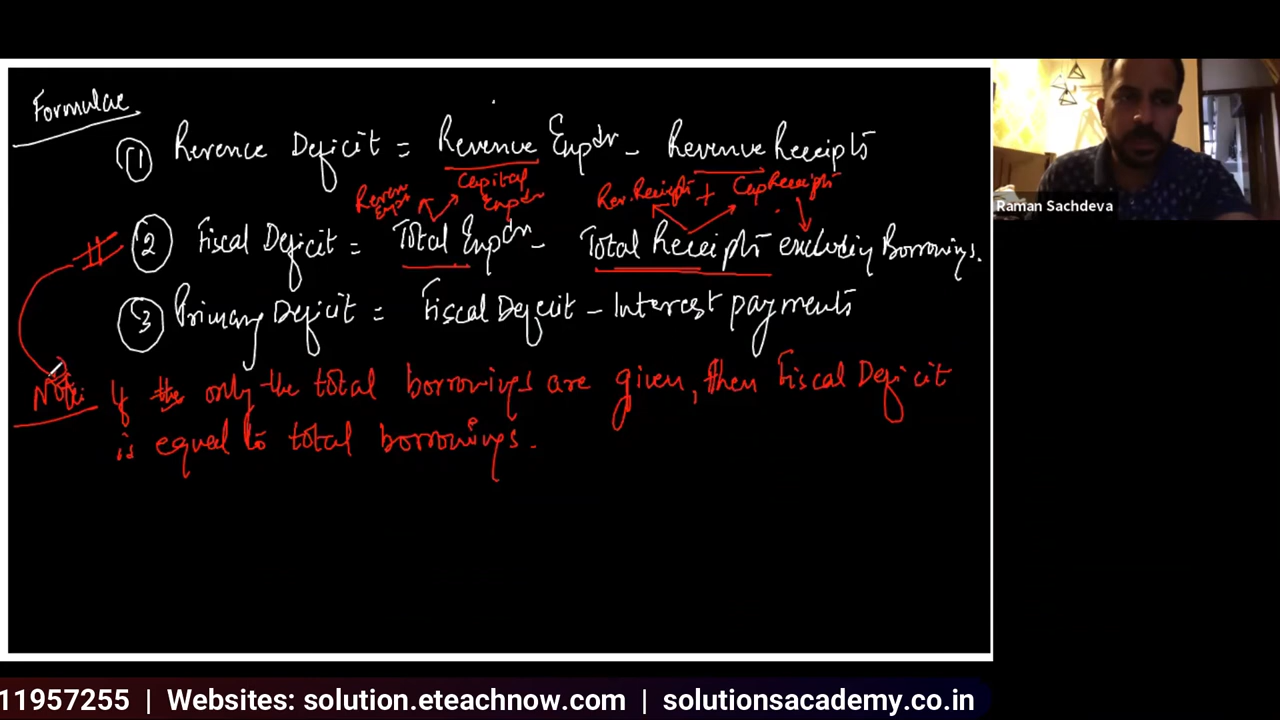 Formulae
① Revenue Deficit = Revenue Expdr - Revenue Receipts
Revenue Expdr Capital Expdr Rev. Receipts + Cap Receipts
② Fiscal Deficit = Total Expdr - Total Receipts excluding Borrowings.
③ Primary Deficit = Fiscal Deficit - Interest payments
Note: If the only the total borrowings are given, then Fiscal Deficit
is equal to total borrowings.
Raman Sachdeva
11957255 | Websites: solution.eteachnow.com | solutionsacademy.co.in